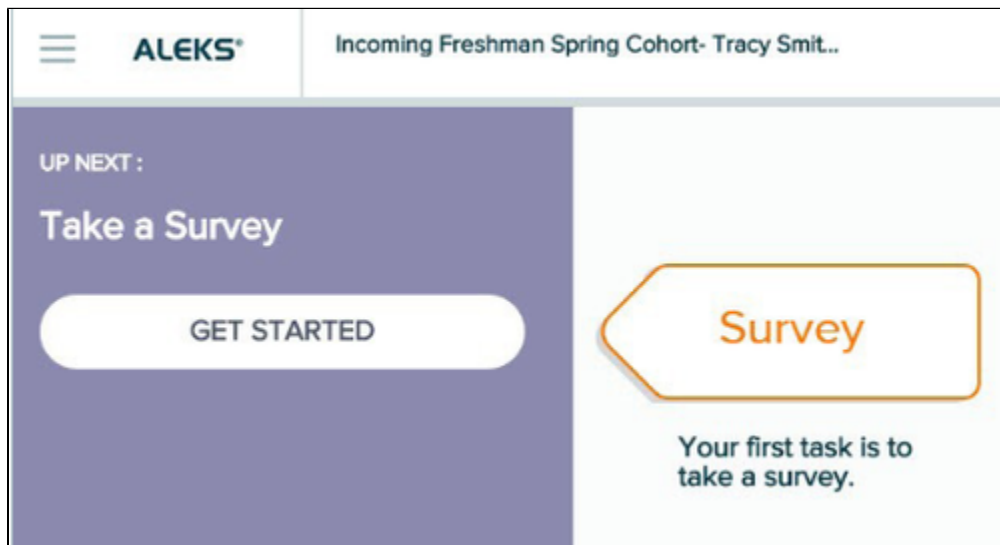 ALEKS®
Incoming Freshman Spring Cohort- Tracy Smit...
UP NEXT :
Take a Survey
GET STARTED
Survey
Your first task is to
take a survey.